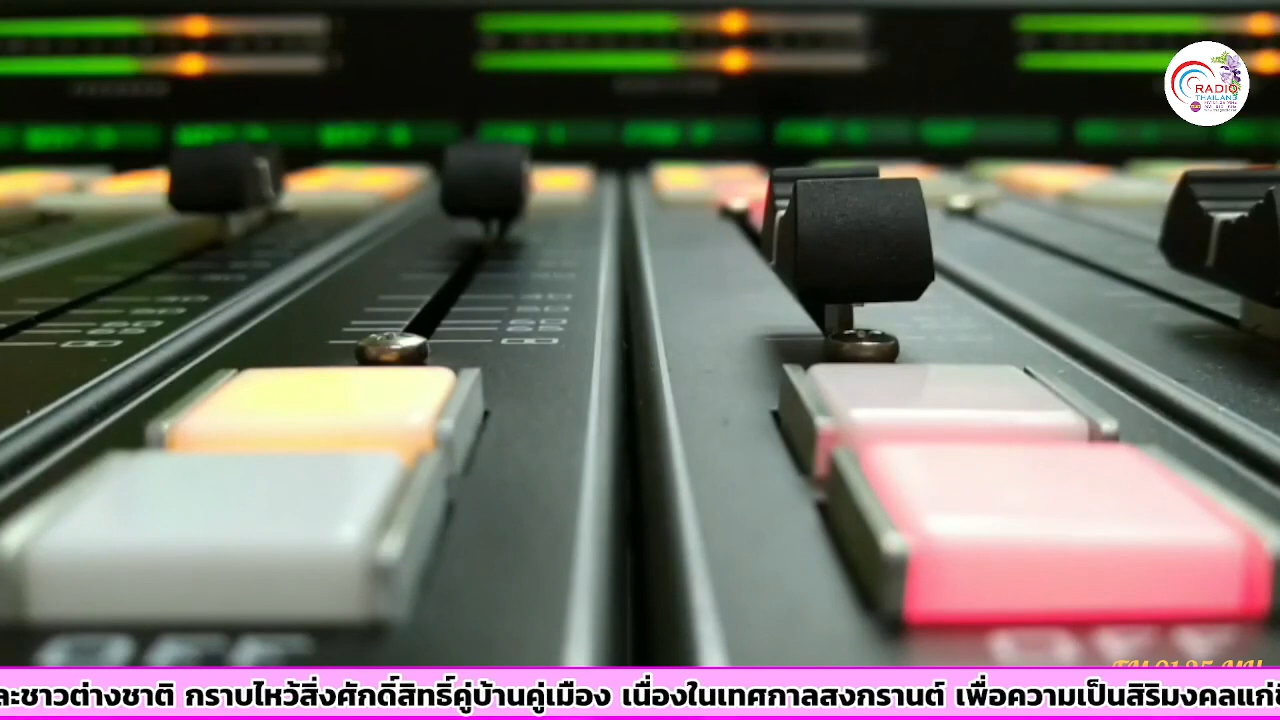 RADIO
THAILAND
OFF
ละชาวต่างชาติ กราบไหว้สิ่งศักดิ์สิทธิ์คู่บ้านคู่เมือง เนื่องในเทศกาลสงกรานต์ เพื่อความเป็นสิริมงคลแก่